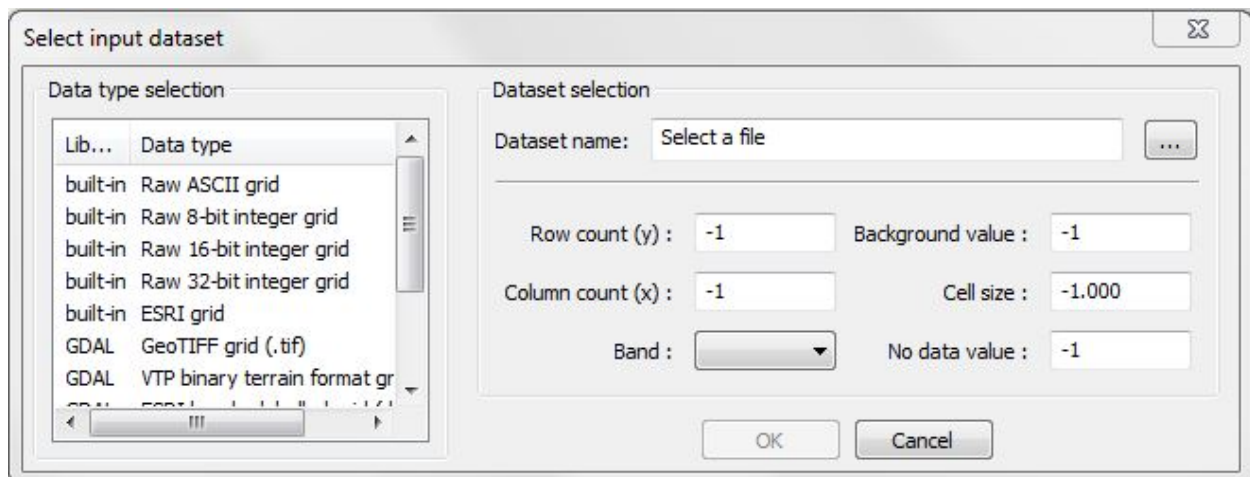 Select input dataset
Data type selection
Lib... Data type
built-in Raw ASCII grid
built-in Raw 8-bit integer grid
built-in Raw 16-bit integer grid
built-in Raw 32-bit integer grid
built-in ESRI grid
GDAL GeoTIFF grid (.tif)
GDAL VTP binary terrain format gr
Dataset selection
Dataset name: Select a file ...
Row count (y) : -1 Background value : -1
Column count (x) : -1 Cell size : -1.000
Band : No data value : -1
OK Cancel